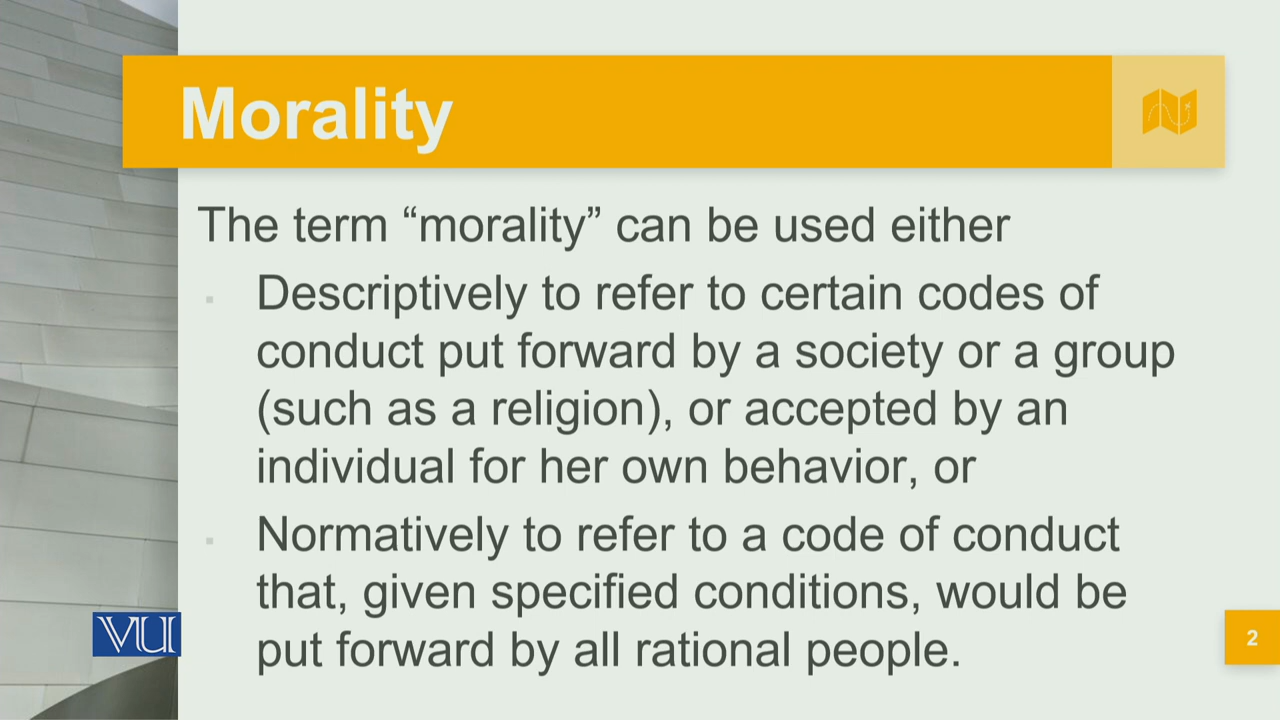 Morality
The term “morality” can be used either
▪ Descriptively to refer to certain codes of
conduct put forward by a society or a group
(such as a religion), or accepted by an
individual for her own behavior, or
▪ Normatively to refer to a code of conduct
that, given specified conditions, would be
put forward by all rational people.
VU
2